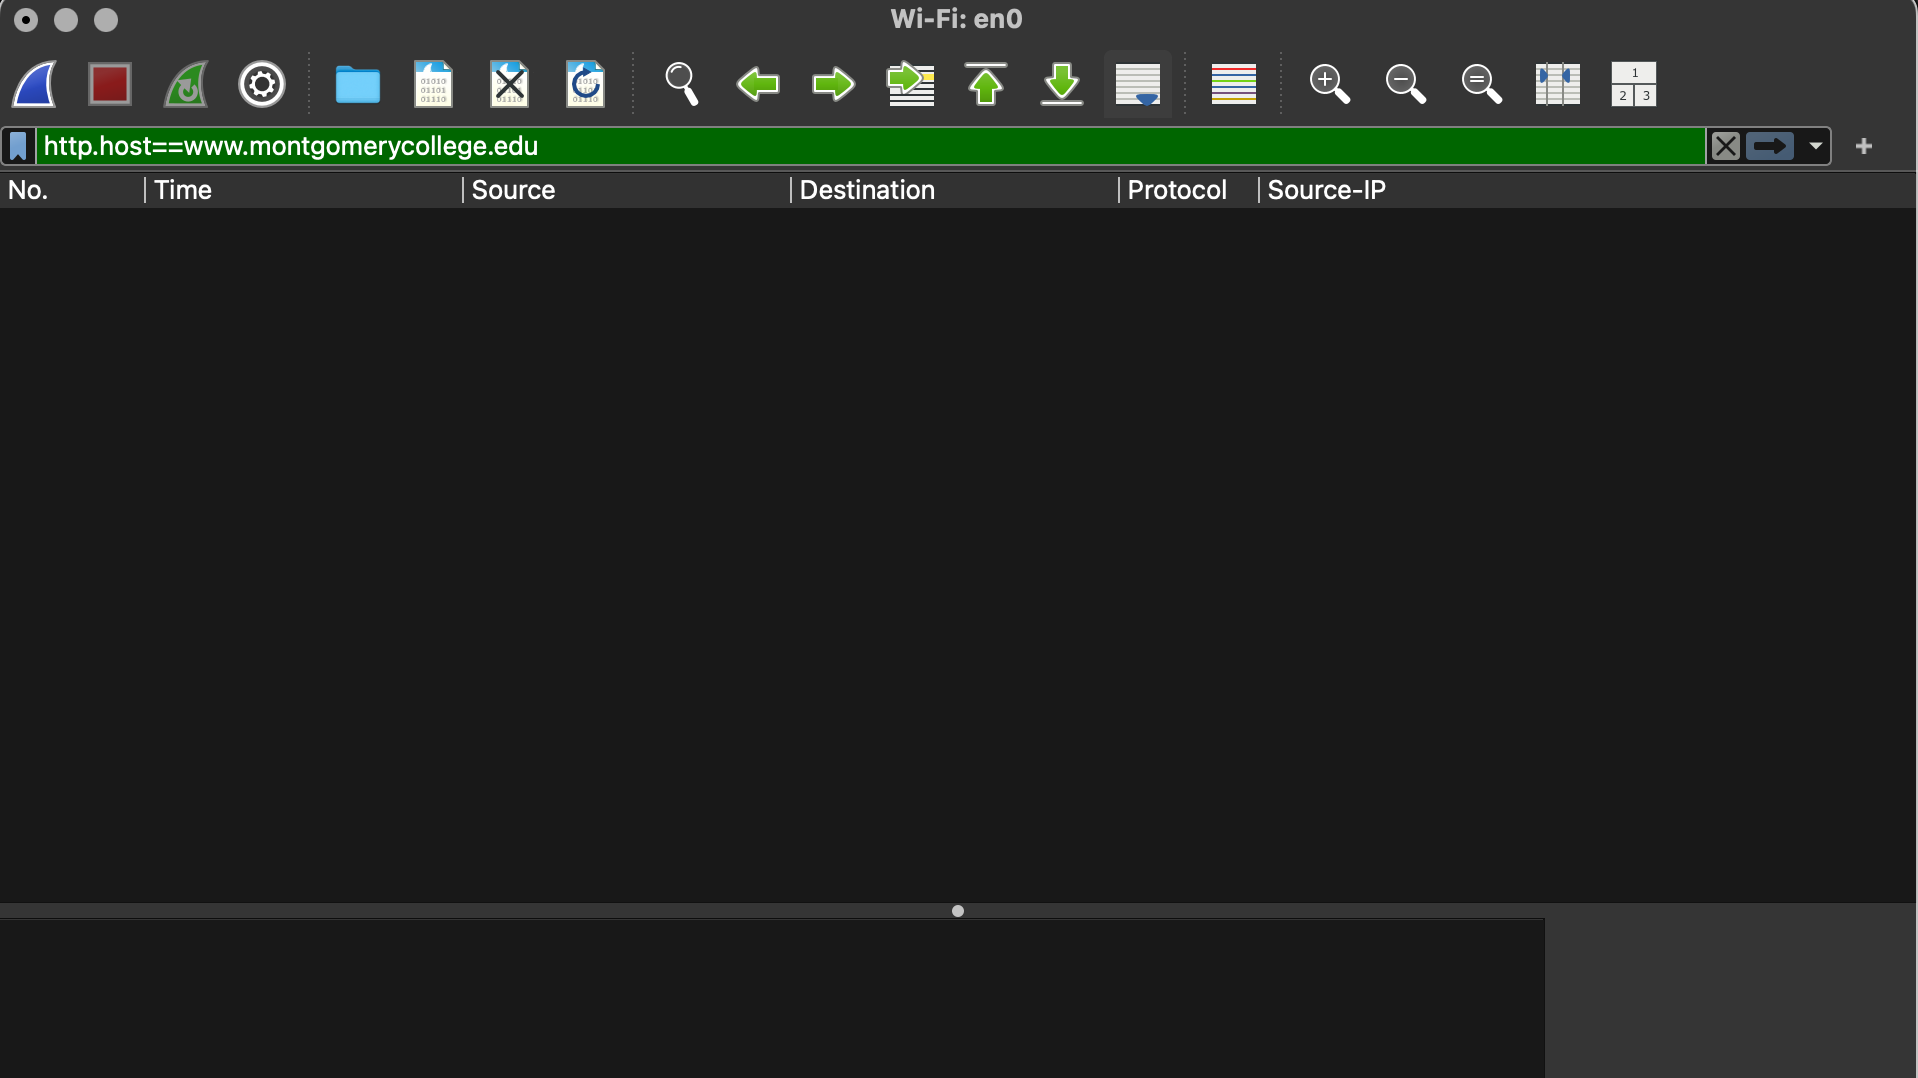 Wi-Fi: en0
http.host==www.montgomerycollege.edu
No. Time Source Destination Protocol Source-IP